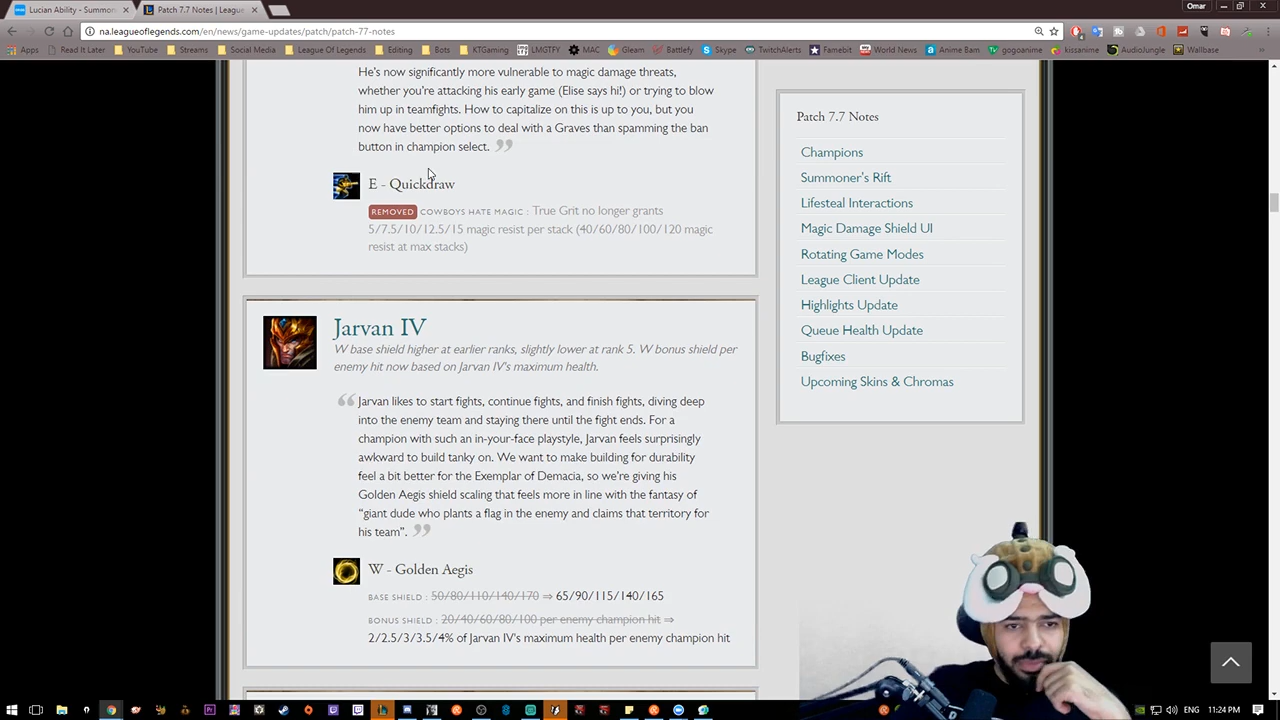 Lucian Ability - Summon
Patch 7.7 Notes | League
Omar
na.leagueoflegends.com/en/news/game-updates/patch/patch-77-notes
Apps Read It Later YouTube Streams Social Media League Of Legends Editing Bots KTGaming LMGTFY MAC Gleam Battlefy Skype TwitchAlerts Famebit World News Anime Bam gogoanime kissanime AudioJungle Wallbase
He's now significantly more vulnerable to magic damage threats,
whether you're attacking his early game (Elise says hi!) or trying to blow
him up in teamfights. How to capitalize on this is up to you, but you
now have better options to deal with a Graves than spamming the ban
button in champion select.
E - Quickdraw
REMOVED COWBOYS HATE MAGIC : True Grit no longer grants
5/7.5/10/12.5/15 magic resist per stack (40/60/80/100/120 magic
resist at max stacks)
Jarvan IV
W base shield higher at earlier ranks, slightly lower at rank 5. W bonus shield per
enemy hit now based on Jarvan IV's maximum health.
Jarvan likes to start fights, continue fights, and finish fights, diving deep
into the enemy team and staying there until the fight ends. For a
champion with such an in-your-face playstyle, Jarvan feels surprisingly
awkward to build tanky on. We want to make building for durability
feel a bit better for the Exemplar of Demacia, so we're giving his
Golden Aegis shield scaling that feels more in line with the fantasy of
“giant dude who plants a flag in the enemy and claims that territory for
his team”.
W - Golden Aegis
BASE SHIELD : 50/80/110/140/170 ⇒ 65/90/115/140/165
BONUS SHIELD : 20/40/60/80/100 per enemy champion hit ⇒
2/2.5/3/3.5/4% of Jarvan IV's maximum health per enemy champion hit
Patch 7.7 Notes
Champions
Summoner's Rift
Lifesteal Interactions
Magic Damage Shield UI
Rotating Game Modes
League Client Update
Highlights Update
Queue Health Update
Bugfixes
Upcoming Skins & Chromas
ENG 11:24 PM